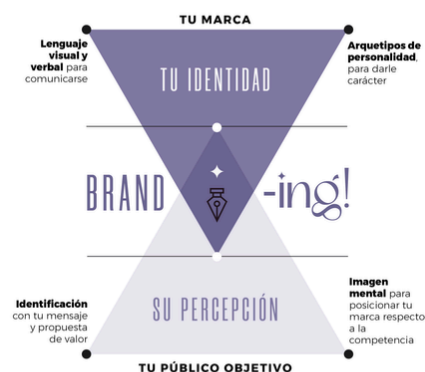 TU MARCA
Lenguaje
visual y
verbal para
comunicarse
Arquetipos de
personalidad,
para darle
carácter
TU IDENTIDAD
BRAND
-ing!
Identificación
con tu mensaje
y propuesta
de valor
SU PERCEPCIÓN
Imagen
mental para
posicionar tu
marca respecto
a la
competencia
TU PÚBLICO OBJETIVO